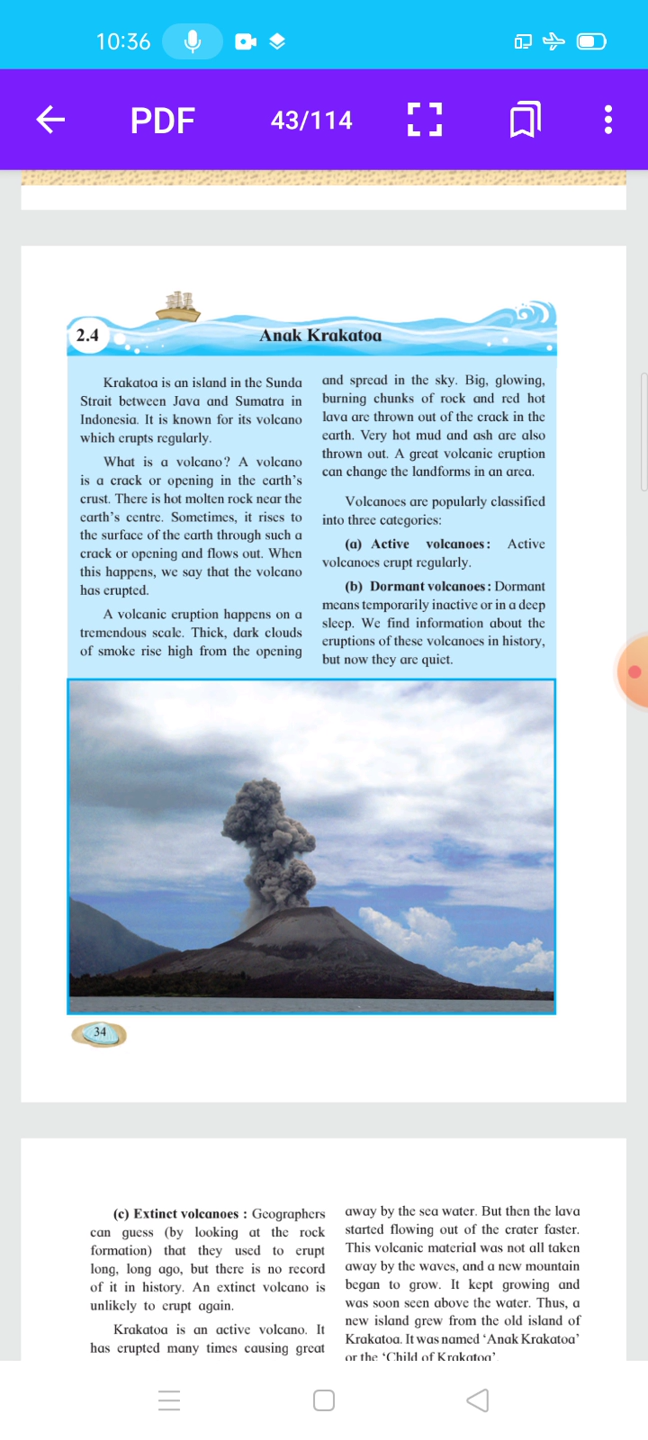 10:36
PDF
43/114
2.4
Anak Krakatoa
Krakatoa is an island in the Sunda
Strait between Java and Sumatra in
Indonesia. It is known for its volcano
which erupts regularly.
What is a volcano? A volcano
is a crack or opening in the earth's
crust. There is hot molten rock near the
earth's centre. Sometimes, it rises to
the surface of the earth through such a
crack or opening and flows out. When
this happens, we say that the volcano
has erupted.
A volcanic eruption happens on a
tremendous scale. Thick, dark clouds
of smoke rise high from the opening
and spread in the sky. Big, glowing,
burning chunks of rock and red hot
lava are thrown out of the crack in the
earth. Very hot mud and ash are also
thrown out. A great volcanic eruption
can change the landforms in an area.
Volcanoes are popularly classified
into three categories:
(a) Active volcanoes: Active
volcanoes erupt regularly.
(b) Dormant volcanoes: Dormant
means temporarily inactive or in a deep
sleep. We find information about the
eruptions of these volcanoes in history,
but now they are quiet.
34
(c) Extinct volcanoes : Geographers
can guess (by looking at the rock
formation) that they used to erupt
long, long ago, but there is no record
of it in history. An extinct volcano is
unlikely to erupt again.
Krakatoa is an active volcano. It
has erupted many times causing great
away by the sea water. But then the lava
started flowing out of the crater faster.
This volcanic material was not all taken
away by the waves, and a new mountain
began to grow. It kept growing and
was soon seen above the water. Thus, a
new island grew from the old island of
Krakatoa. It was named ‘Anak Krakatoa’
or the ‘Child of Krakatoa’.